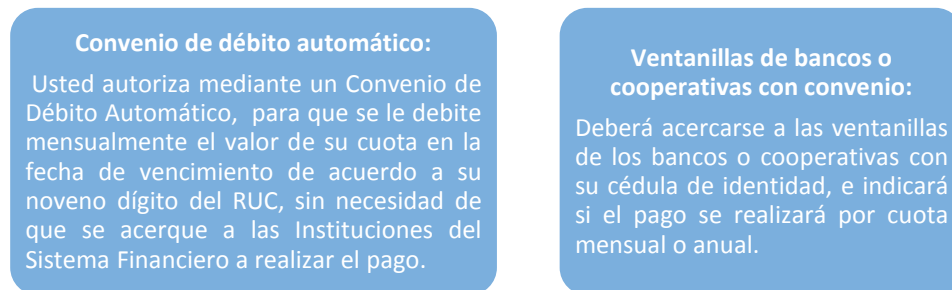 Convenio de débito automático:
Usted autoriza mediante un Convenio de
Débito Automático, para que se le debite
mensualmente el valor de su cuota en la
fecha de vencimiento de acuerdo a su
noveno dígito del RUC, sin necesidad de
que se acerque a las Instituciones del
Sistema Financiero a realizar el pago.
Ventanillas de bancos o
cooperativas con convenio:
Deberá acercarse a las ventanillas
de los bancos o cooperativas con
su cédula de identidad, e indicará
si el pago se realizará por cuota
mensual o anual.